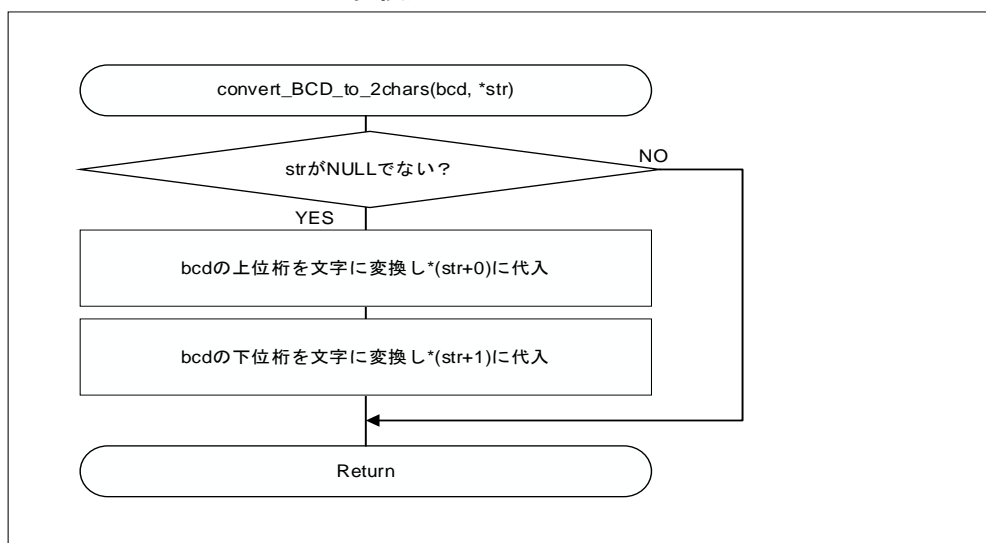 convert_BCD_to_2chars(bcd, *str)
strがNULLでない？
NO
YES
bcdの上位桁を文字に変換し*(str+0)に代入
bcdの下位桁を文字に変換し*(str+1)に代入
Return